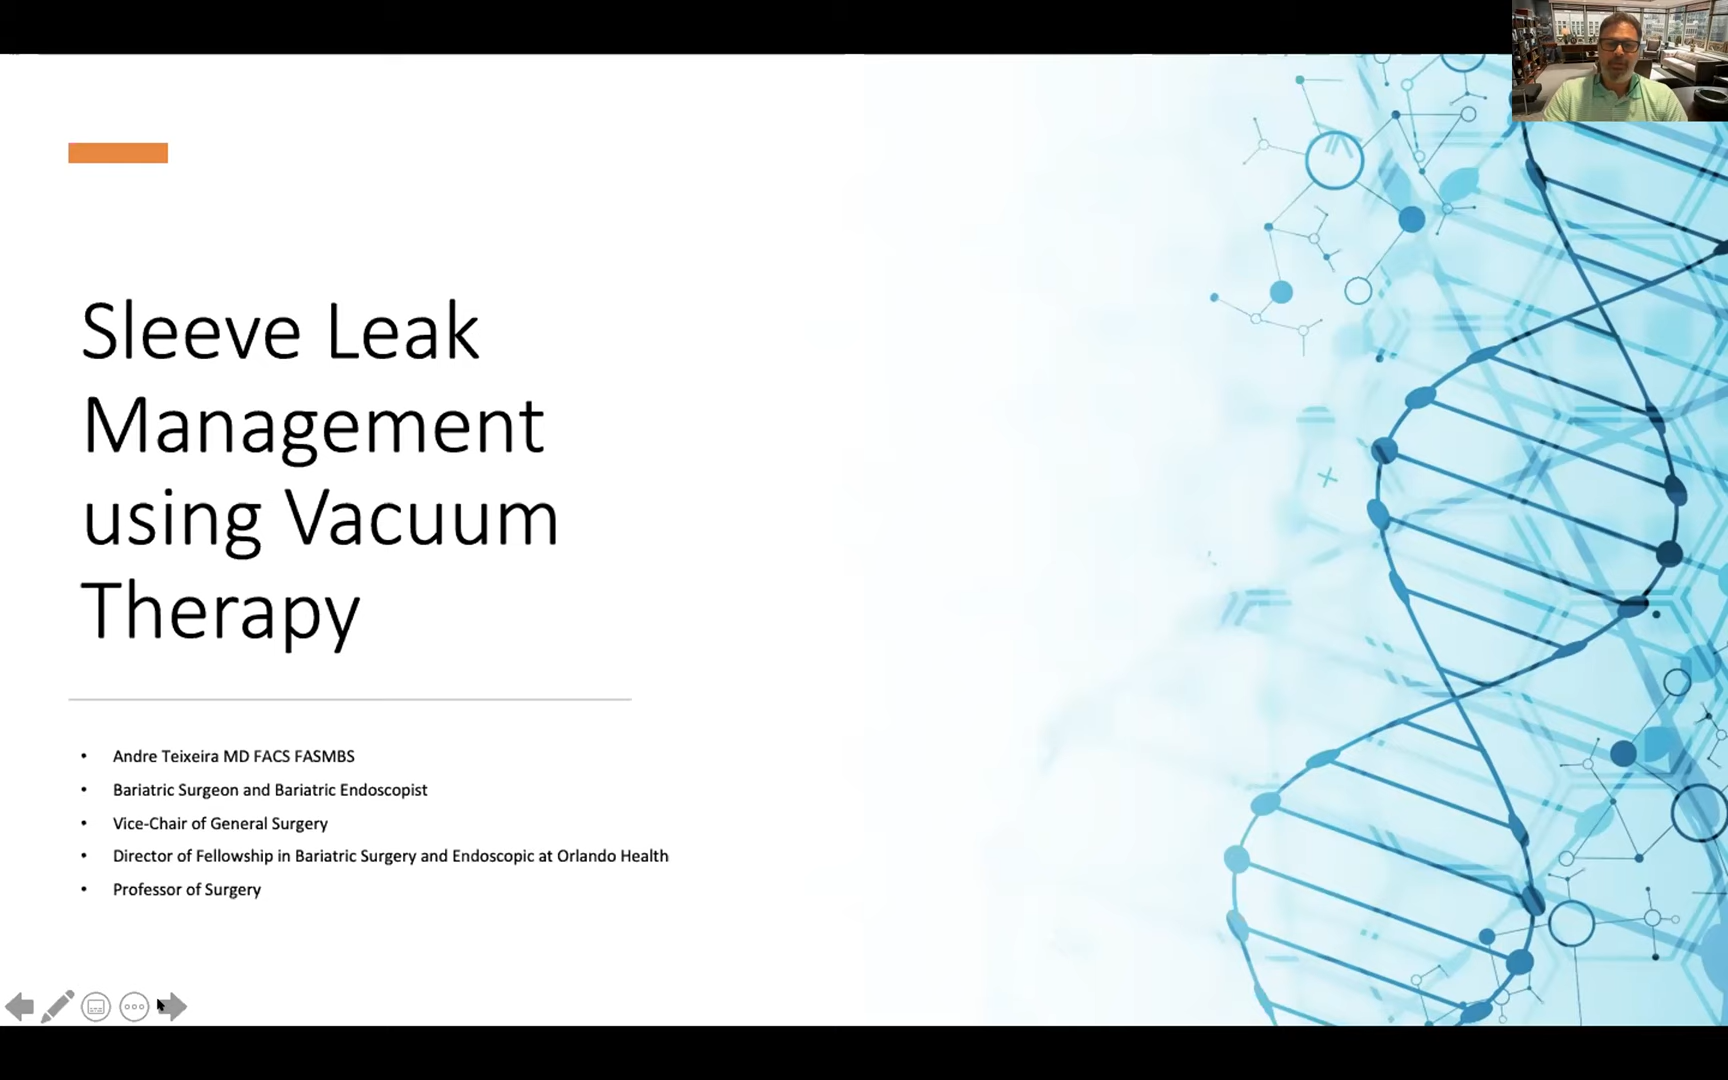 Sleeve Leak
Management
using Vacuum
Therapy
• Andre Teixeira MD FACS FASMBS
• Bariatric Surgeon and Bariatric Endoscopist
• Vice-Chair of General Surgery
• Director of Fellowship in Bariatric Surgery and Endoscopic at Orlando Health
• Professor of Surgery